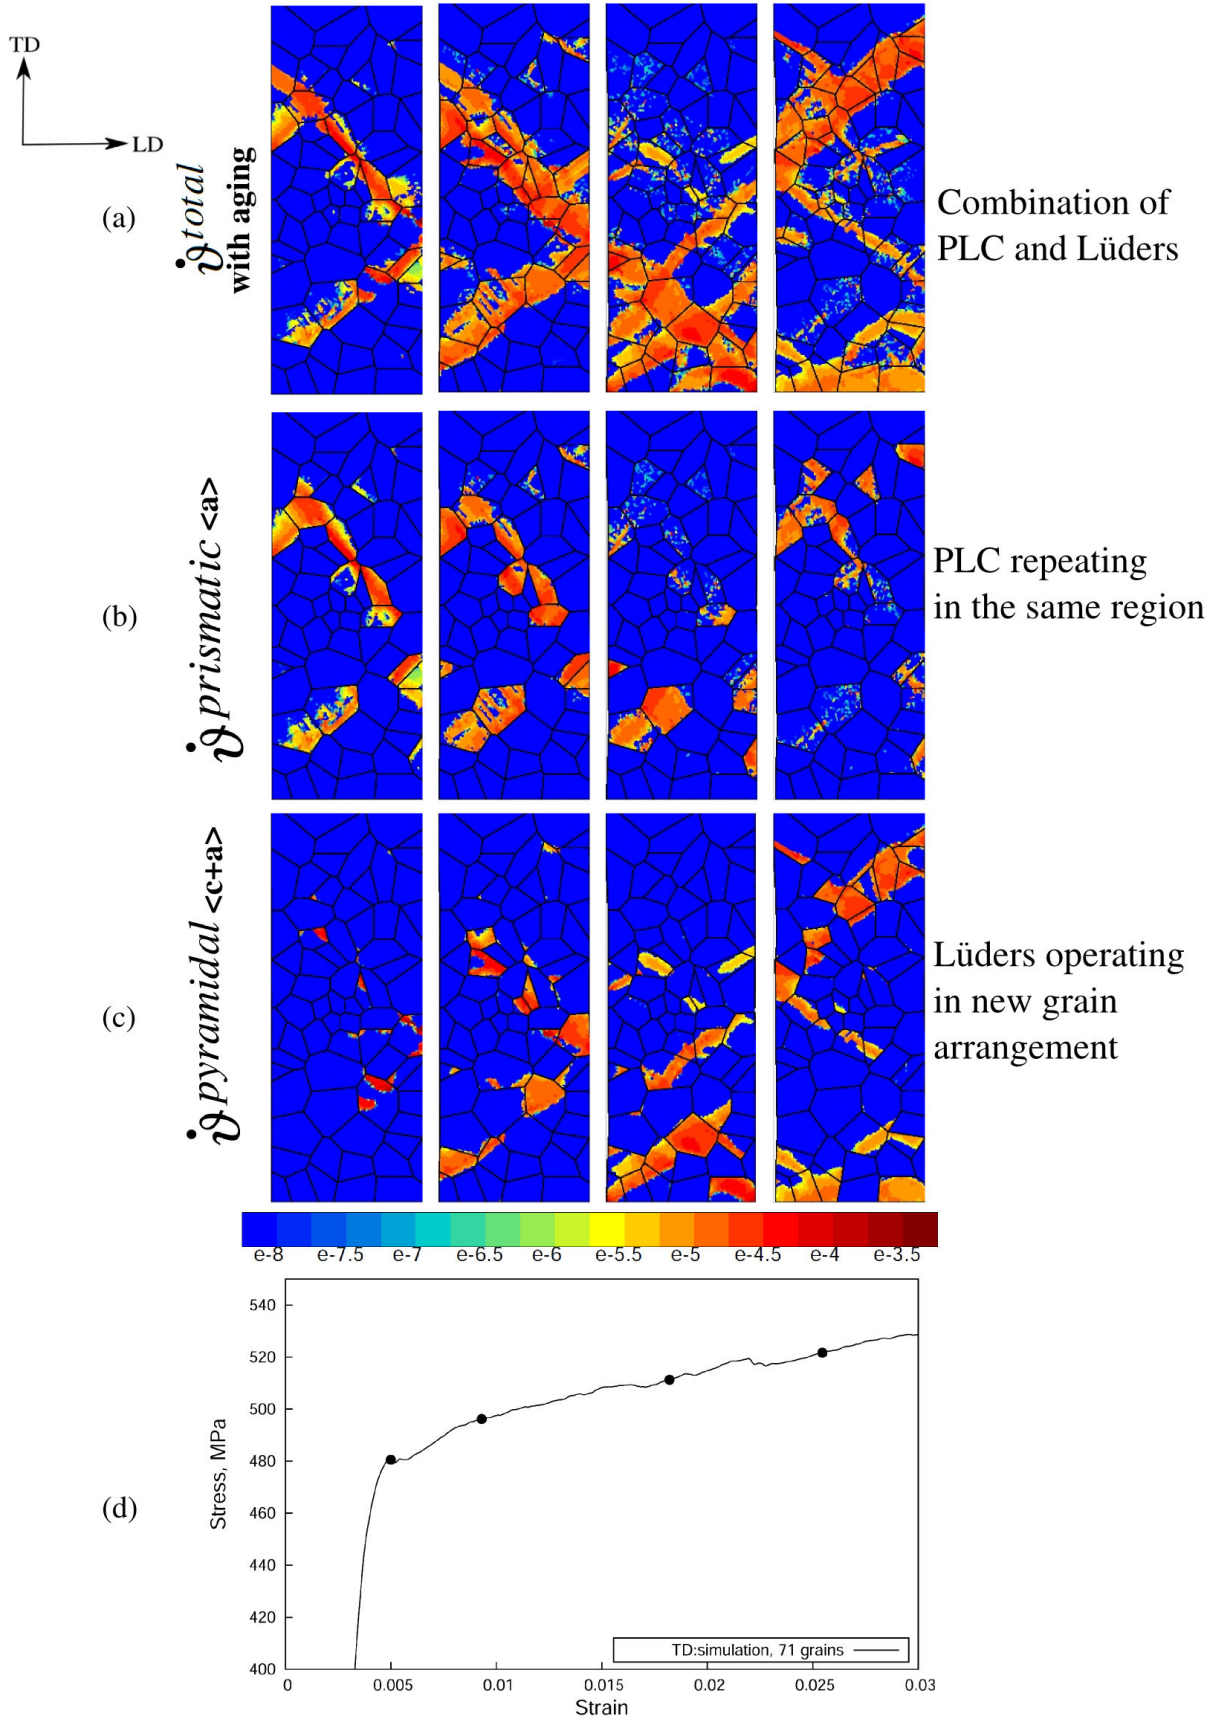 TD
LD
(a)
ϑ̇ total
with aging
Combination of
PLC and Lüders
(b)
ϑ̇ prismatic <a>
PLC repeating
in the same region
(c)
ϑ̇ pyramidal <c+a>
Lüders operating
in new grain
arrangement
e-8 e-7.5 e-7 e-6.5 e-6 e-5.5 e-5 e-4.5 e-4 e-3.5
(d)
Stress, MPa
540
520
500
480
460
440
420
400
TD:simulation, 71 grains
0 0.005 0.01 0.015 0.02 0.025 0.03
Strain